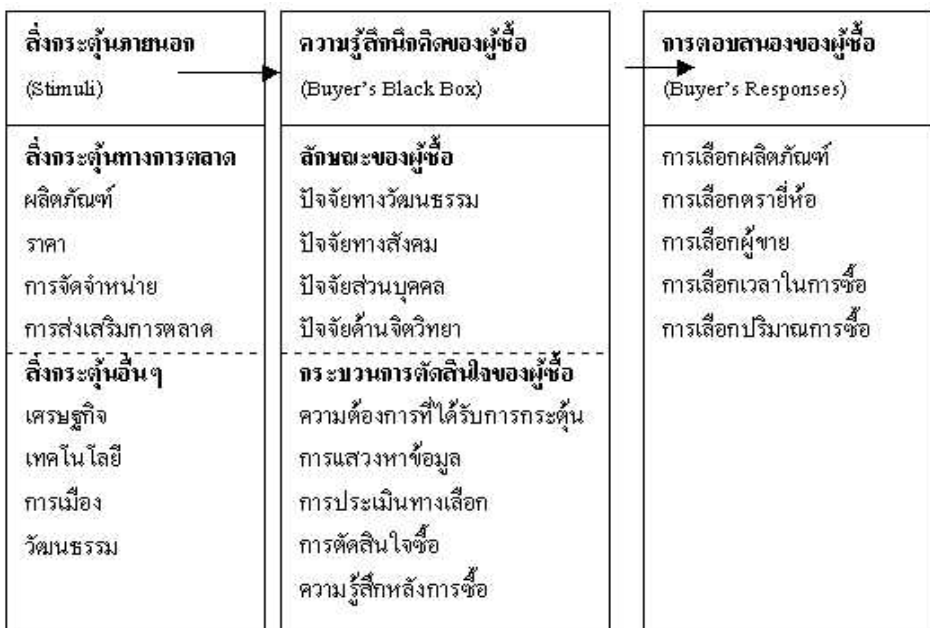 สิ่งกระตุ้นภายนอก
(Stimuli)
สิ่งกระตุ้นทางการตลาด
ผลิตภัณฑ์
ราคา
การจัดจำหน่าย
การส่งเสริมการตลาด
สิ่งกระตุ้นอื่นๆ
เศรษฐกิจ
เทคโนโลยี
การเมือง
วัฒนธรรม
ความรู้สึกนึกคิดของผู้ซื้อ
(Buyer's Black Box)
ลักษณะของผู้ซื้อ
ปัจจัยทางวัฒนธรรม
ปัจจัยทางสังคม
ปัจจัยส่วนบุคคล
ปัจจัยด้านจิตวิทยา
กระบวนการตัดสินใจของผู้ซื้อ
ความต้องการที่ได้รับการกระตุ้น
การแสวงหาข้อมูล
การประเมินทางเลือก
การตัดสินใจซื้อ
ความรู้สึกหลังการซื้อ
การตอบสนองของผู้ซื้อ
(Buyer's Responses)
การเลือกผลิตภัณฑ์
การเลือกตรายี่ห้อ
การเลือกผู้ขาย
การเลือกเวลาในการซื้อ
การเลือกปริมาณการซื้อ